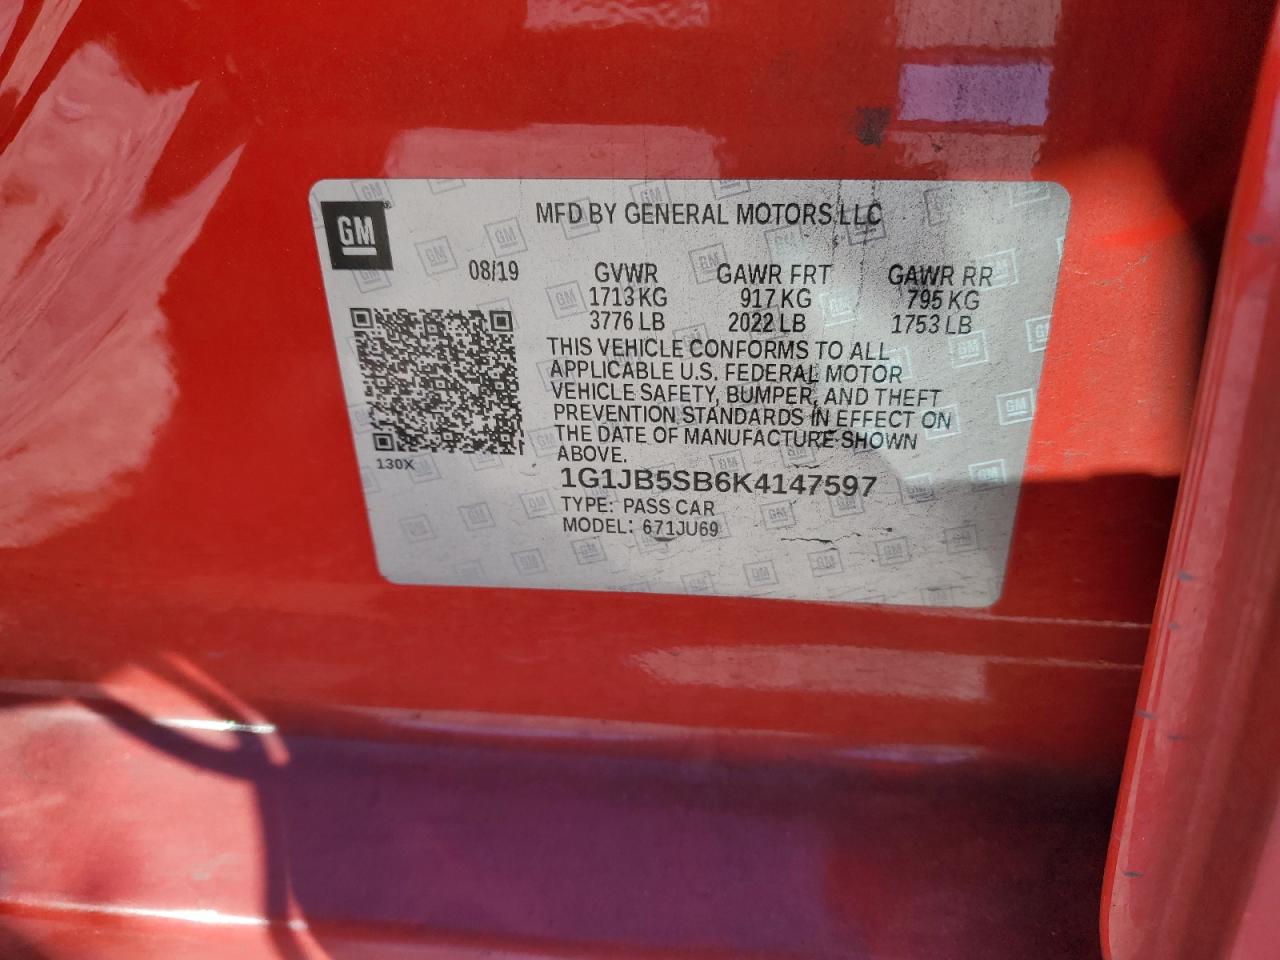 GM
MFD BY GENERAL MOTORS LLC
08/19 GVWR GAWR FRT GAWR RR
1713 KG 917 KG 795 KG
3776 LB 2022 LB 1753 LB
THIS VEHICLE CONFORMS TO ALL
APPLICABLE U.S. FEDERAL MOTOR
VEHICLE SAFETY, BUMPER, AND THEFT
PREVENTION STANDARDS IN EFFECT ON
THE DATE OF MANUFACTURE SHOWN
ABOVE.
130X
1G1JB5SB6K4147597
TYPE: PASS CAR
MODEL: 671JU69